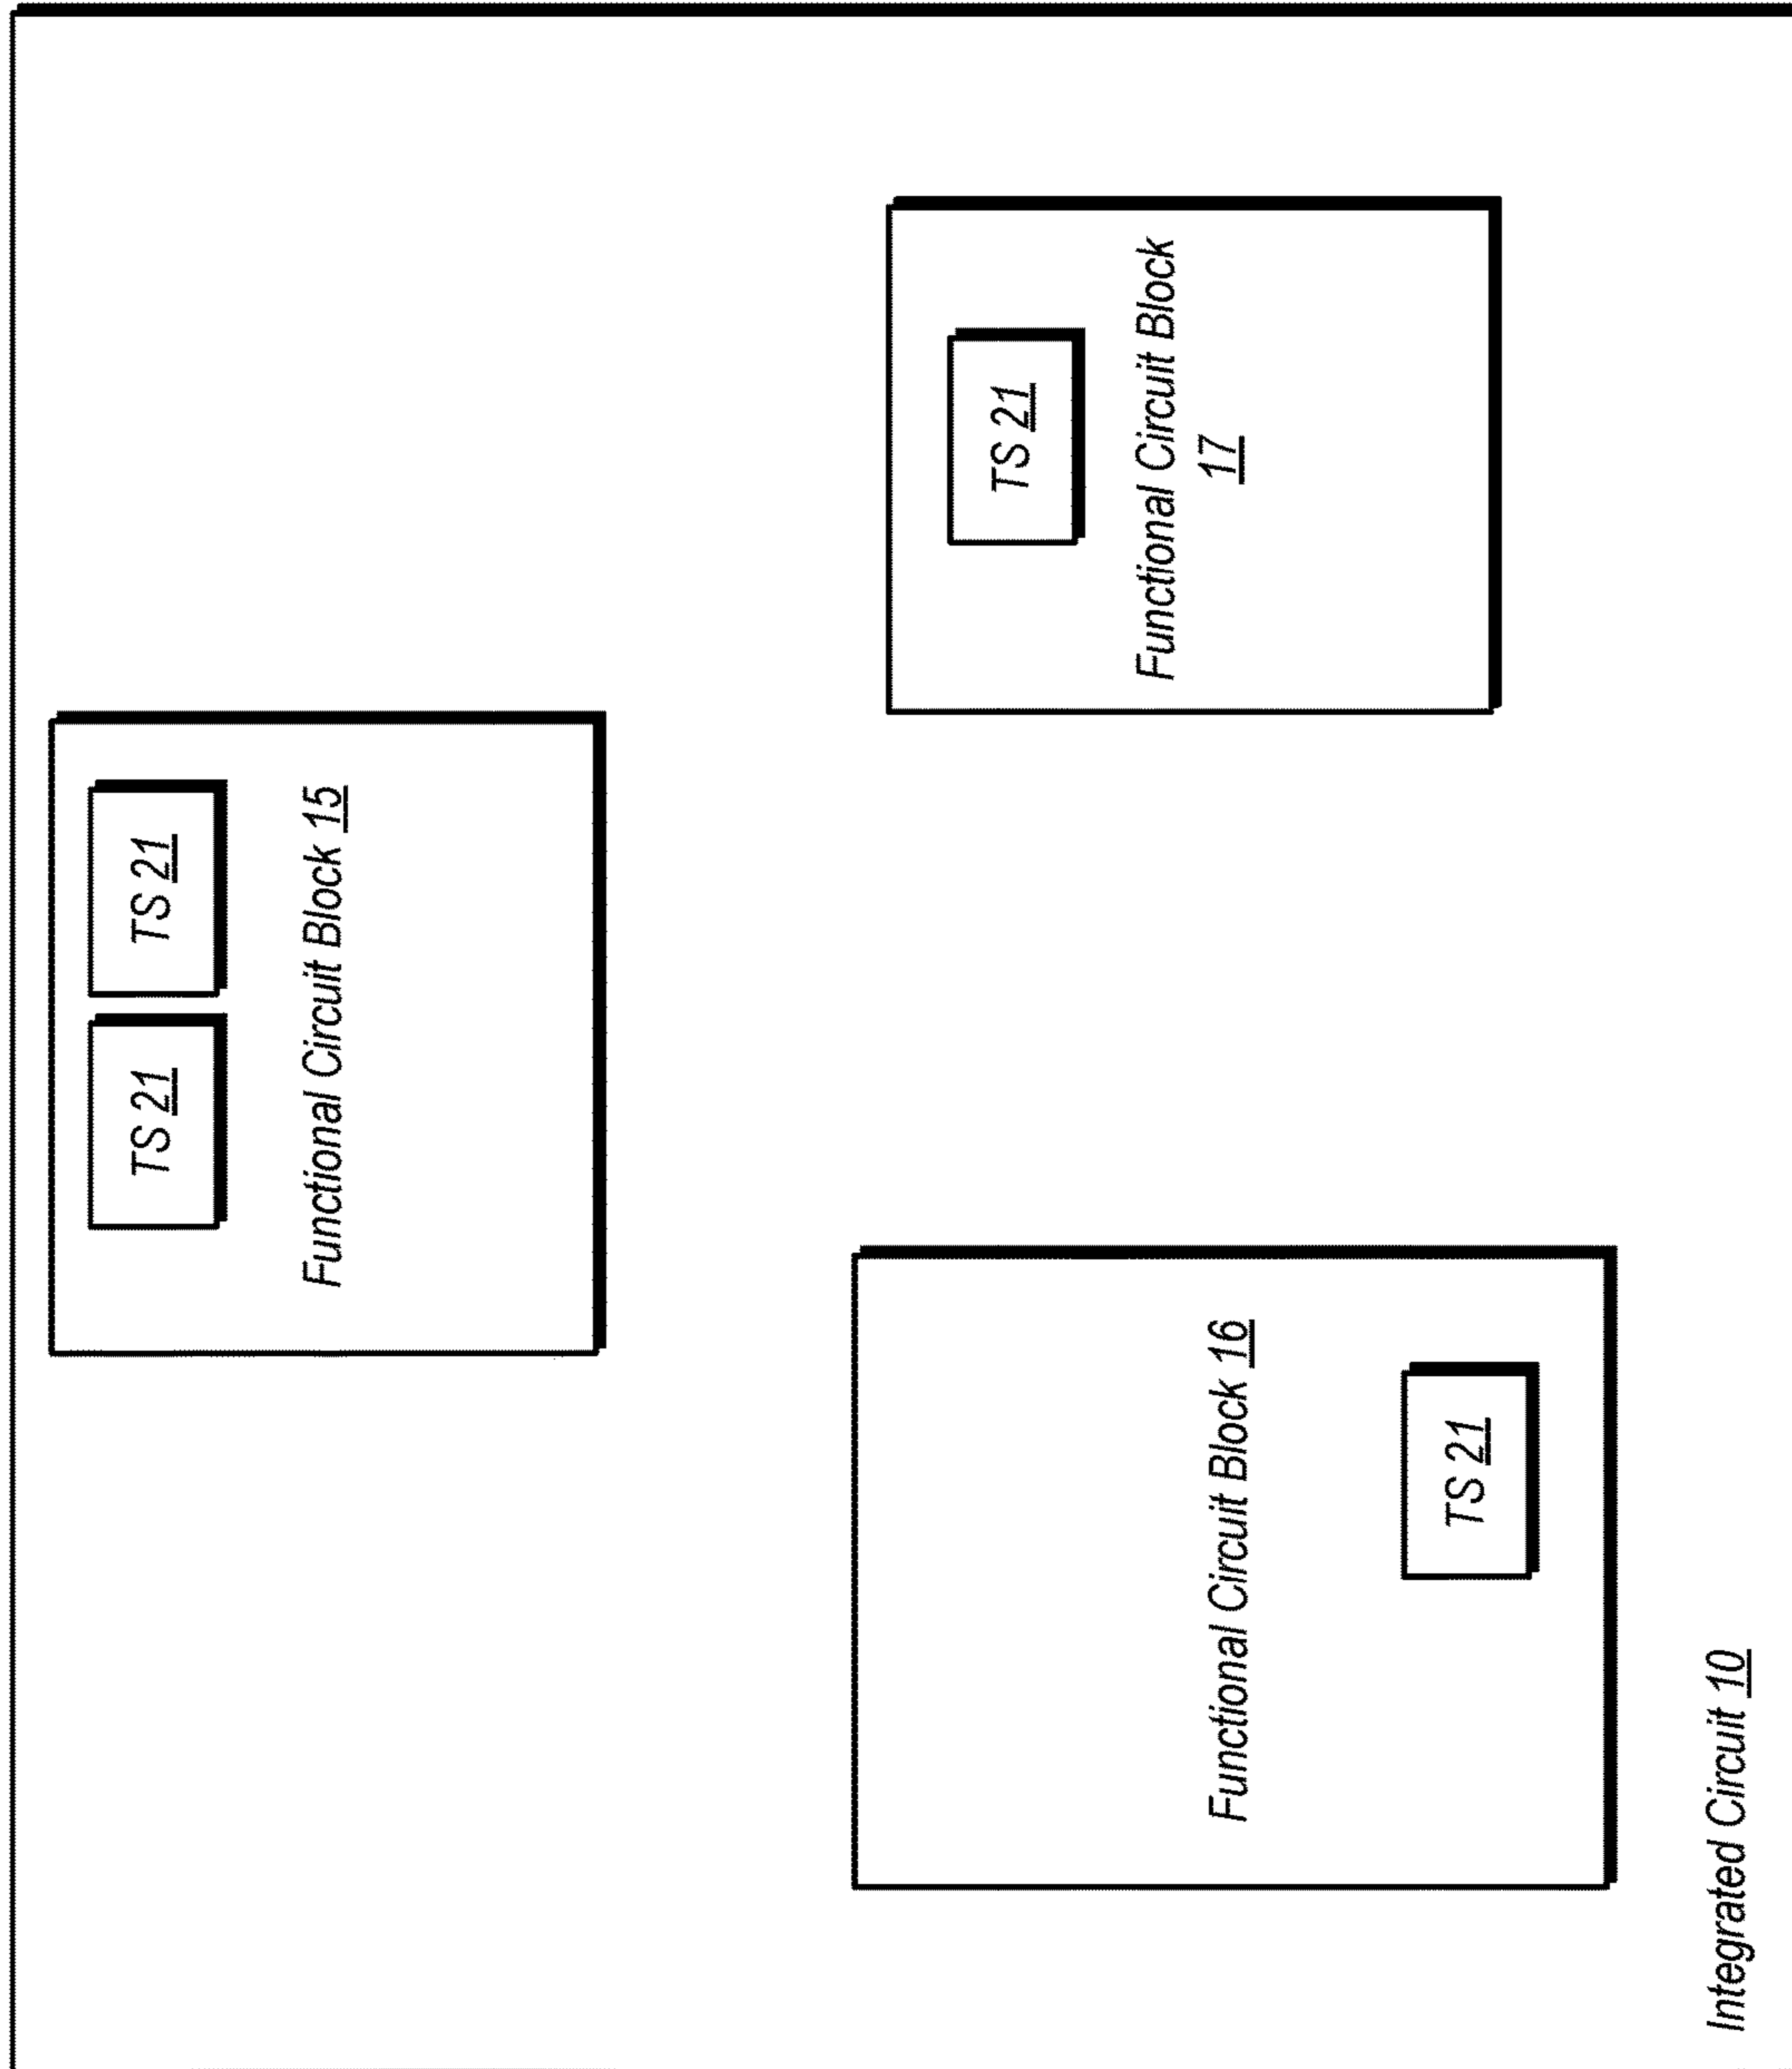 TS 21
TS 21
Functional Circuit Block 15
Functional Circuit Block 16
TS 21
TS 21
Functional Circuit Block
17
Integrated Circuit 10